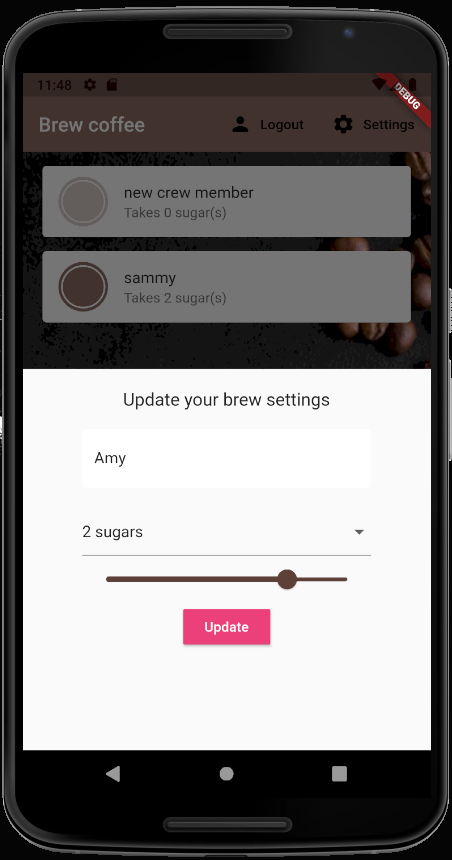 11:48
DEBUG
Brew coffee
Logout
Settings
new crew member
Takes 0 sugar(s)
sammy
Takes 2 sugar(s)
Update your brew settings
Amy
2 sugars
Update